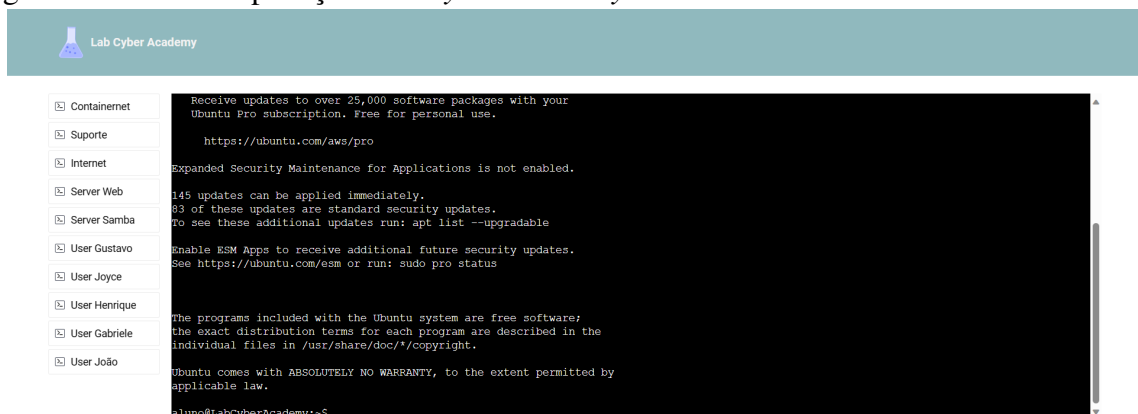 Lab Cyber Academy
Containernet
Suporte
Internet
Server Web
Server Samba
User Gustavo
User Joyce
User Henrique
User Gabriele
User João
Receive updates to over 25,000 software packages with your
Ubuntu Pro subscription. Free for personal use.
https://ubuntu.com/aws/pro
Expanded Security Maintenance for Applications is not enabled.
145 updates can be applied immediately.
83 of these updates are standard security updates.
To see these additional updates run: apt list --upgradable
Enable ESM Apps to receive additional future security updates.
See https://ubuntu.com/esm or run: sudo pro status
The programs included with the Ubuntu system are free software;
the exact distribution terms for each program are described in the
individual files in /usr/share/doc/*/copyright.
Ubuntu comes with ABSOLUTELY NO WARRANTY, to the extent permitted by
applicable law.
aluno@LabCyberAcademy:~$